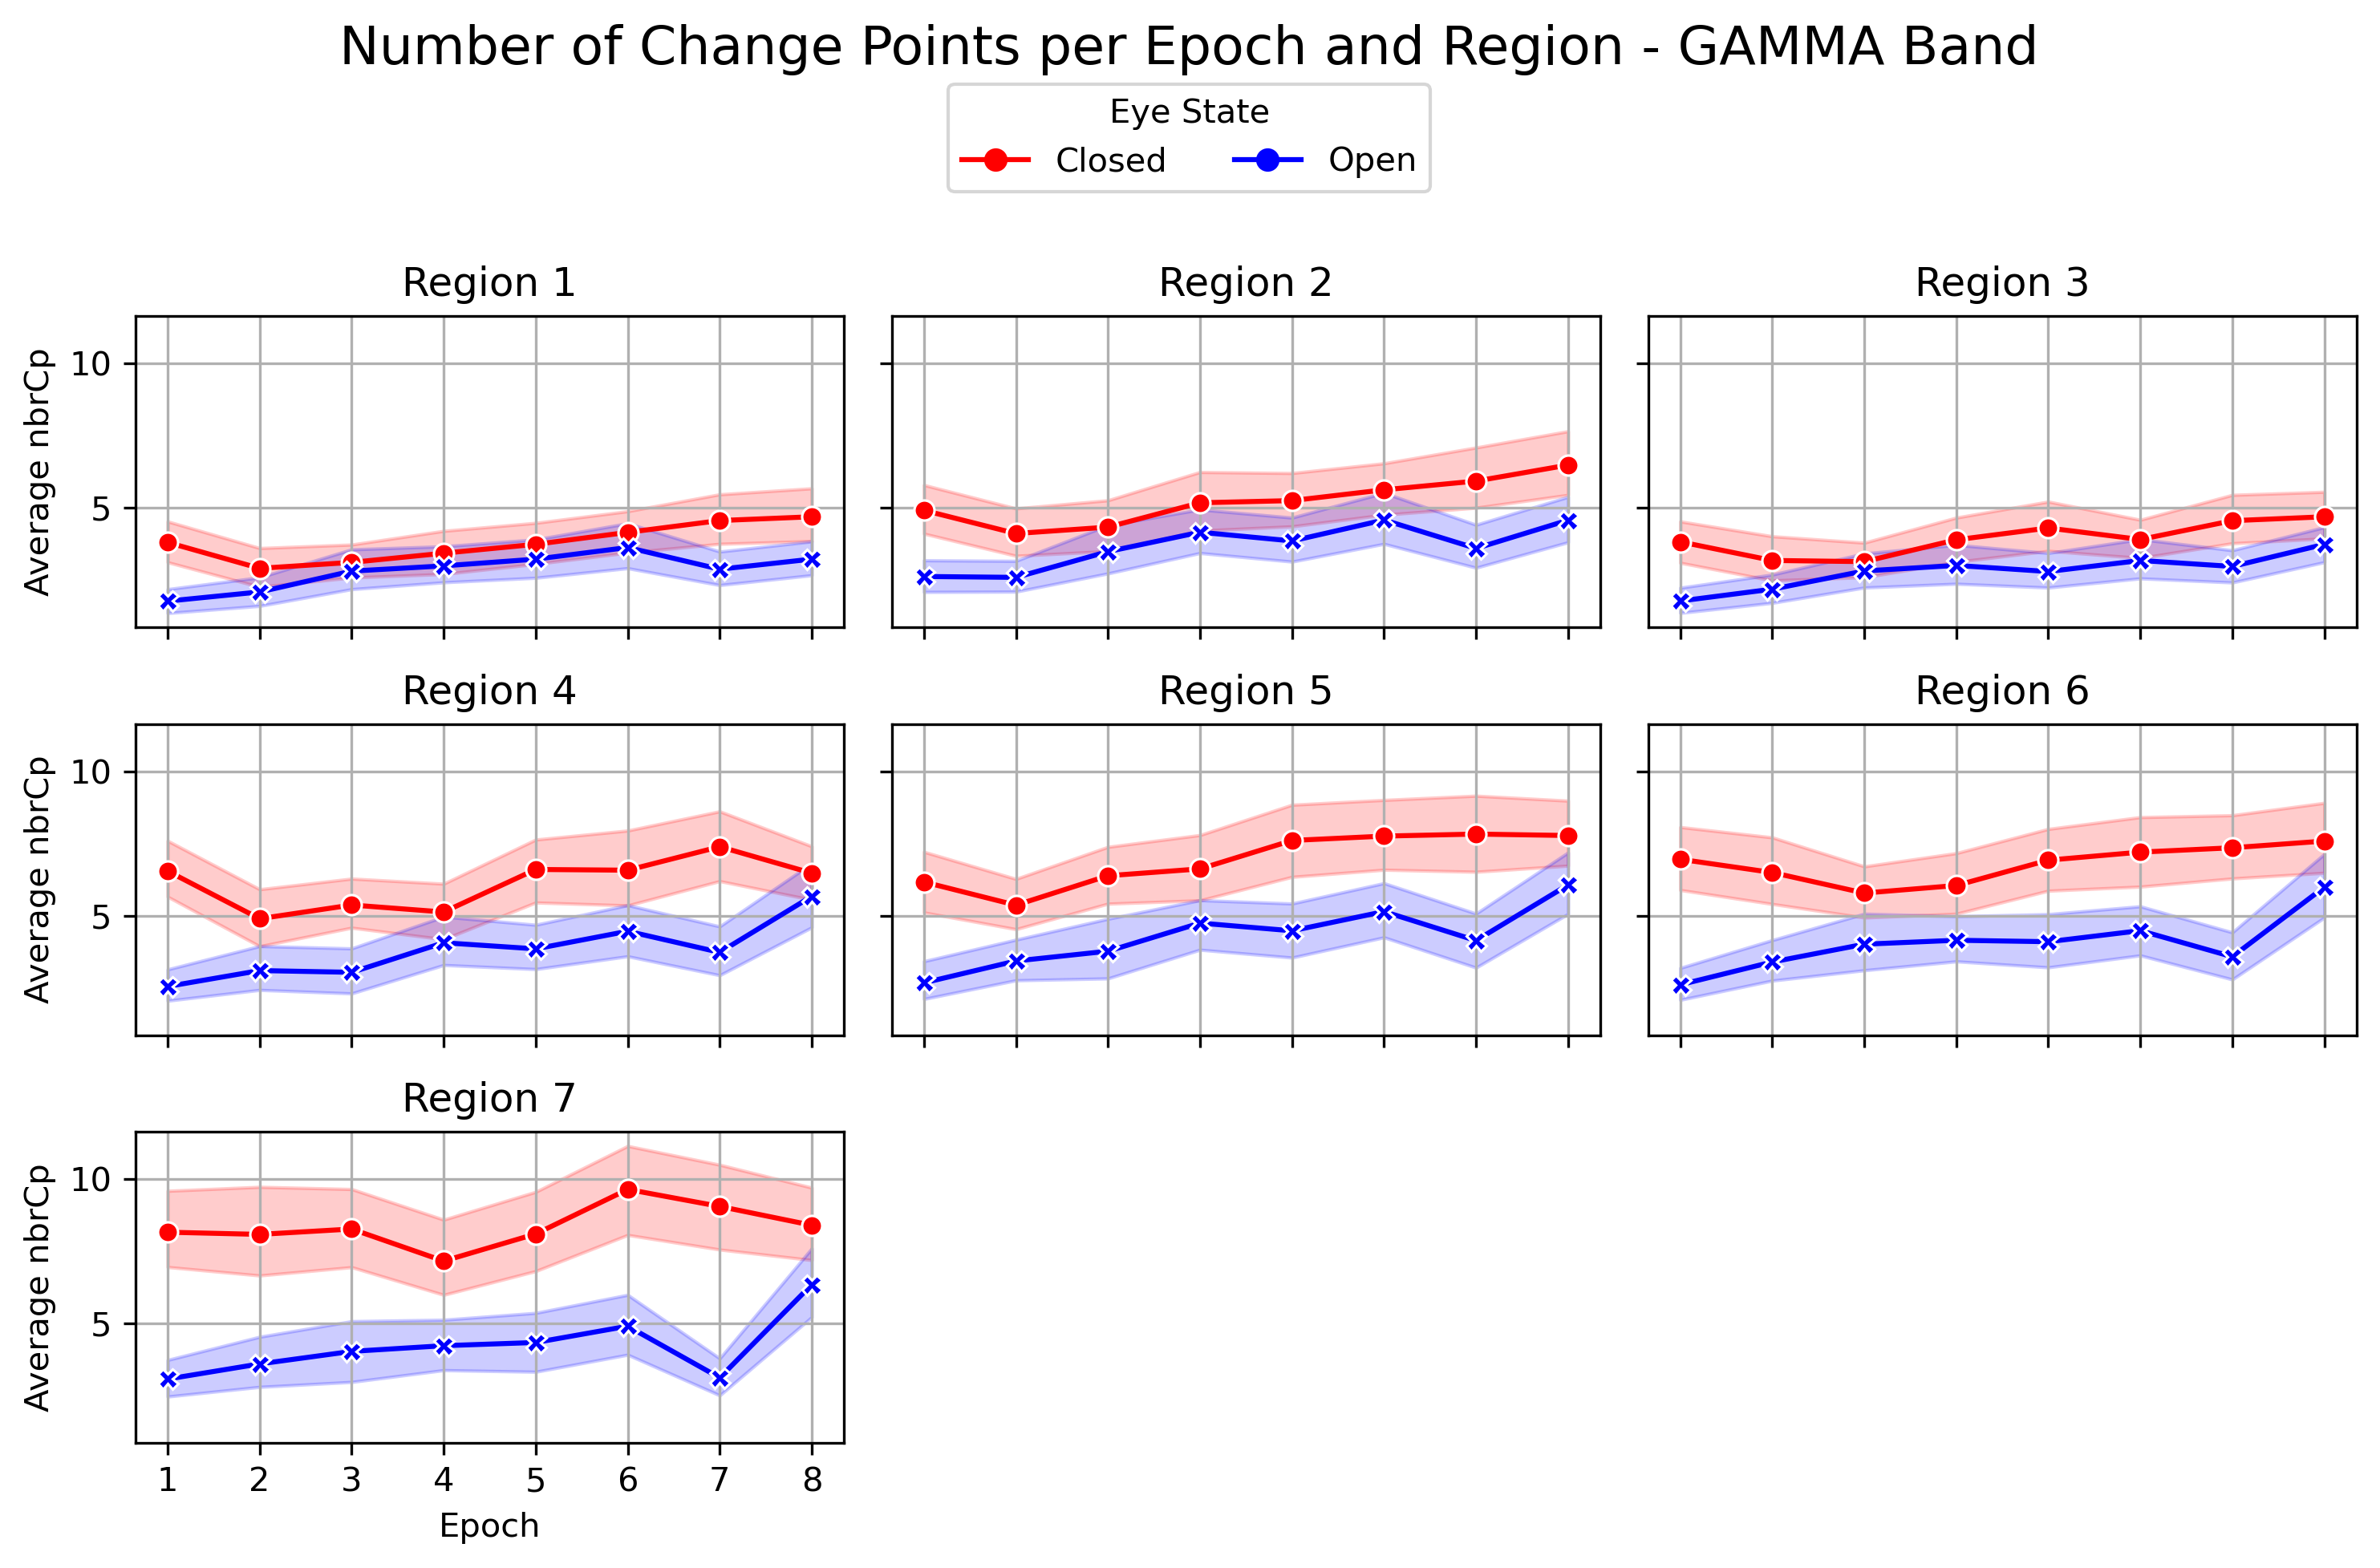 Number of Change Points per Epoch and Region - GAMMA Band
Eye State
Closed Open
Region 1
Region 2
Region 3
Average nbrCp
10
5
Region 4
Region 5
Region 6
Average nbrCp
10
5
Region 7
Average nbrCp
10
5
1 2 3 4 5 6 7 8
Epoch